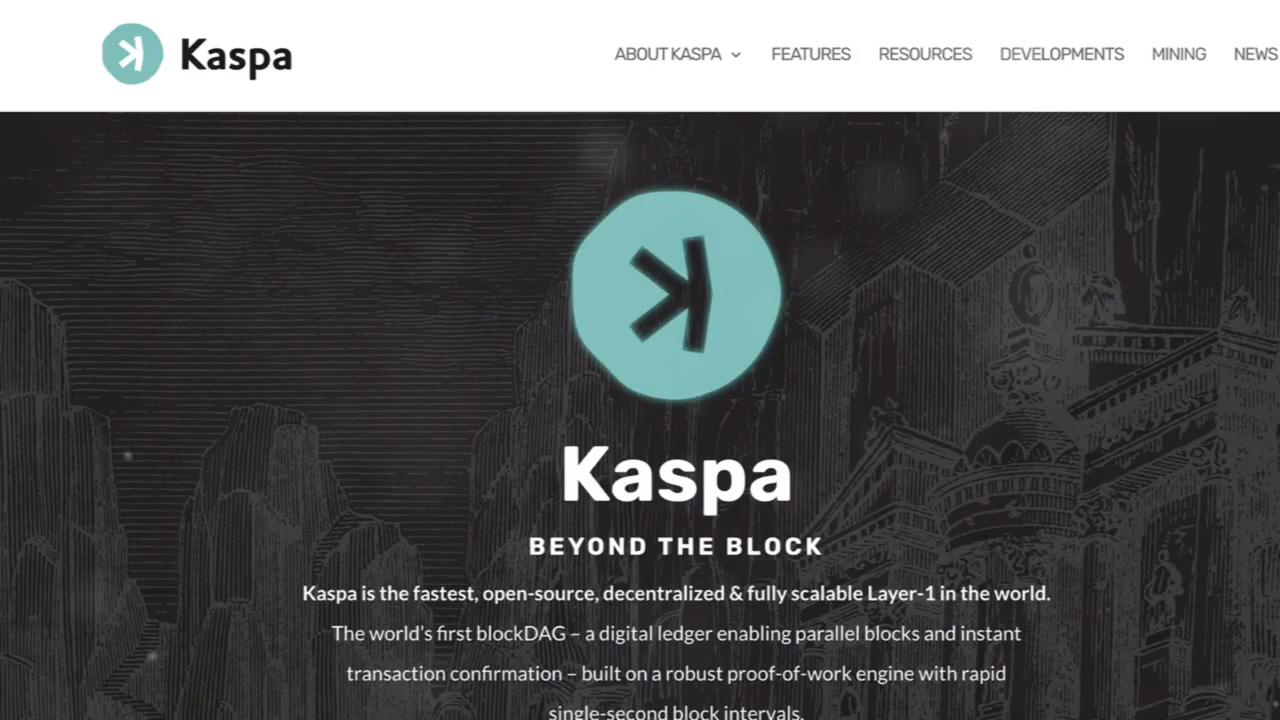 Kaspa
ABOUT KASPA FEATURES RESOURCES DEVELOPMENTS MINING NEWS
Kaspa
BEYOND THE BLOCK
Kaspa is the fastest, open-source, decentralized & fully scalable Layer-1 in the world.
The world's first blockDAG – a digital ledger enabling parallel blocks and instant
transaction confirmation – built on a robust proof-of-work engine with rapid
single-second block intervals.